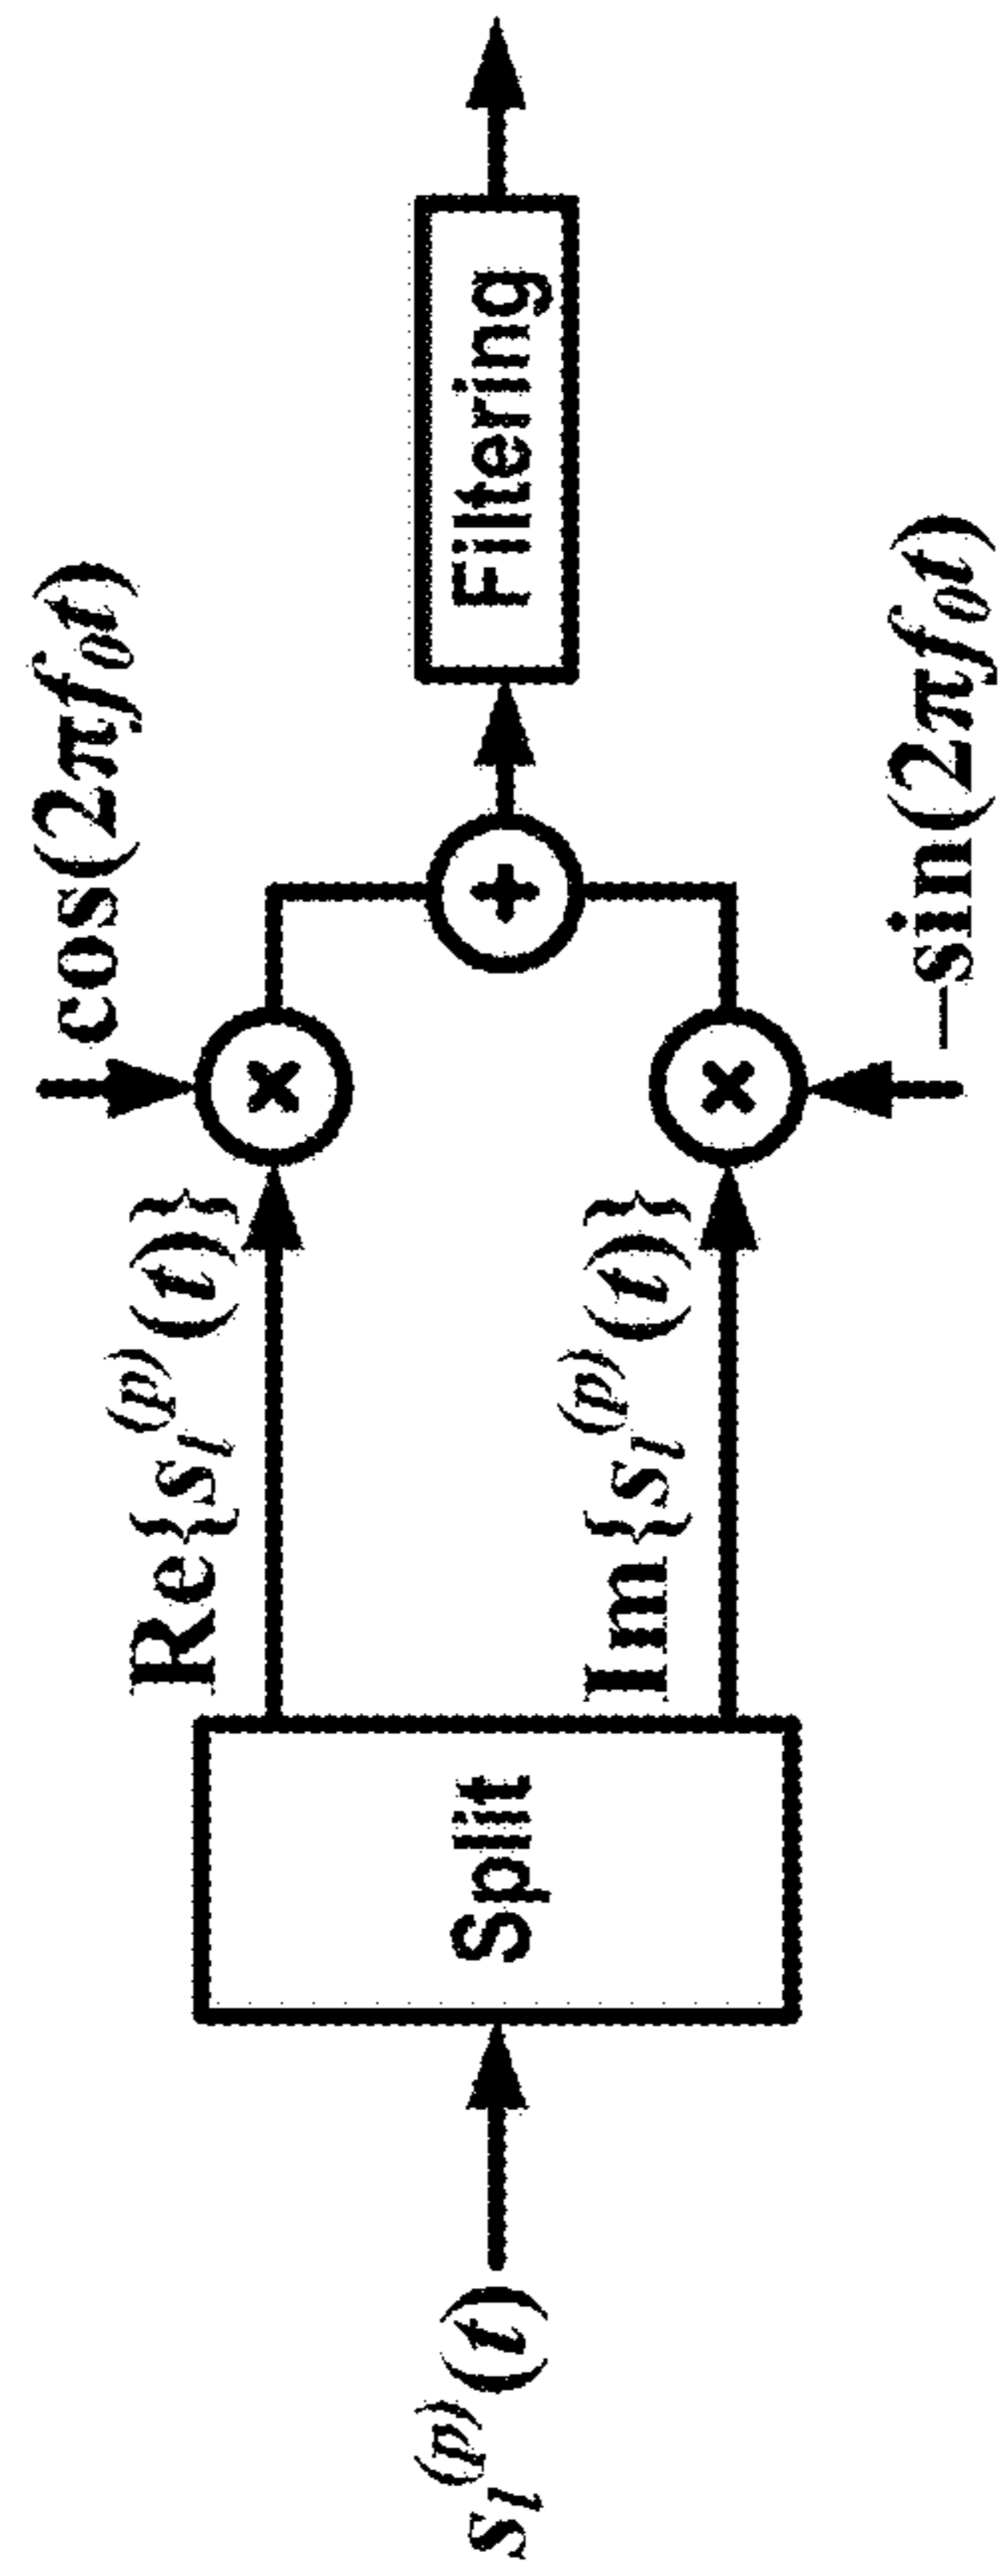 s_l^(p)(t)
Split
Re{s_l^(p)(t)}
Im{s_l^(p)(t)}
×
×
cos(2πf₀t)
–sin(2πf₀t)
+
Filtering